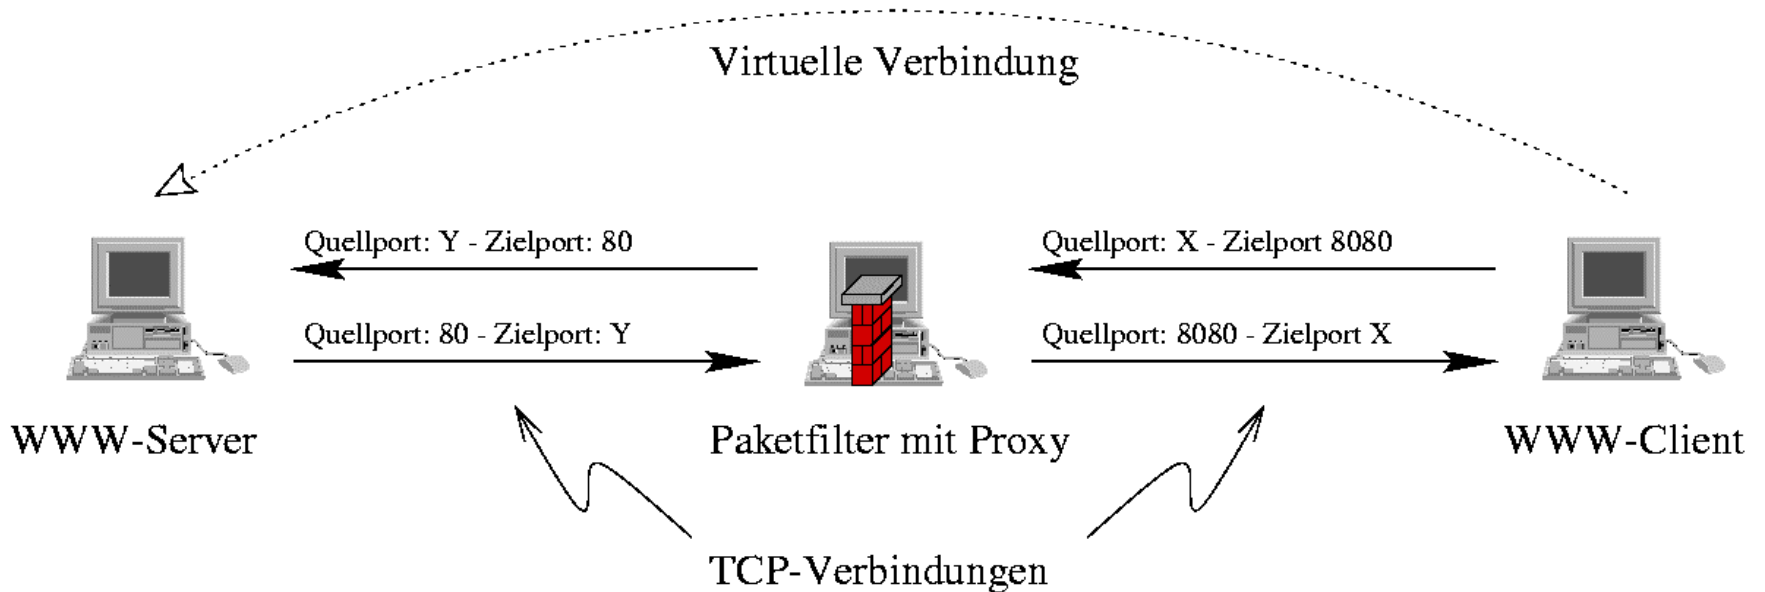 Virtuelle Verbindung
Quellport: Y - Zielport: 80
Quellport: X - Zielport 8080
Quellport: 80 - Zielport: Y
Quellport: 8080 - Zielport X
WWW-Server
Paketfilter mit Proxy
WWW-Client
TCP-Verbindungen